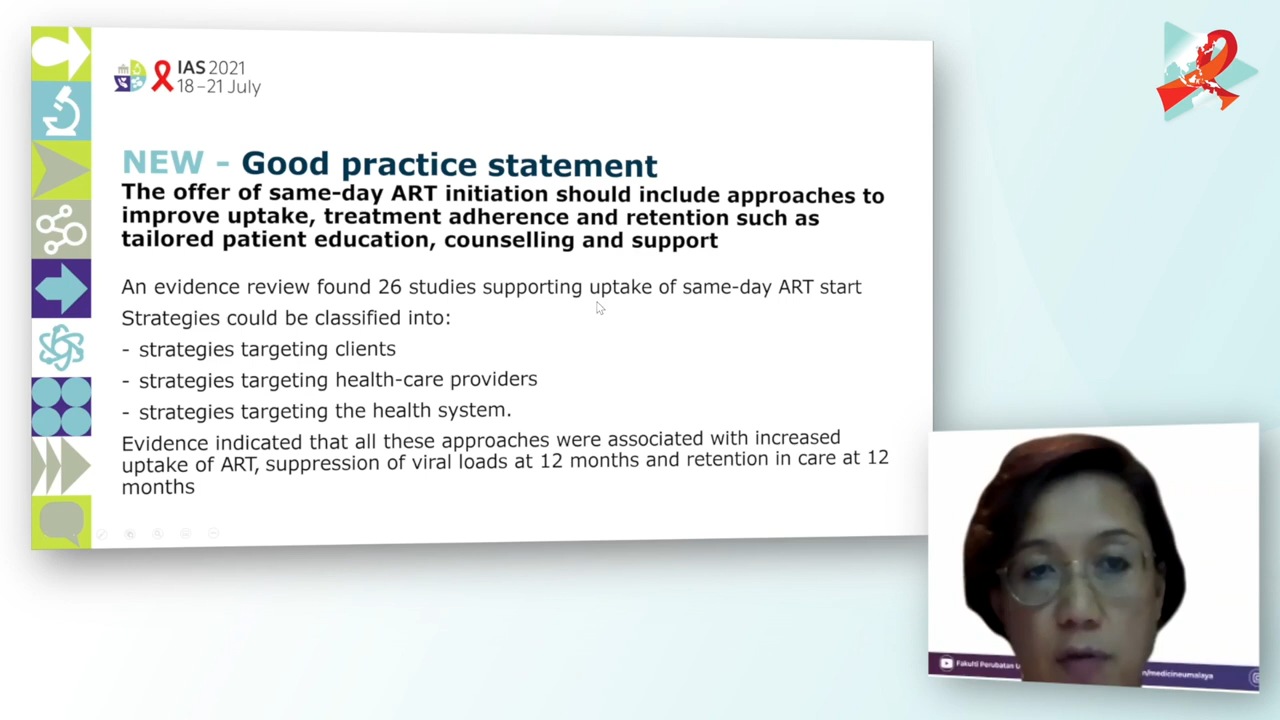 IAS 2021
18–21 July
NEW - Good practice statement
The offer of same-day ART initiation should include approaches to
improve uptake, treatment adherence and retention such as
tailored patient education, counselling and support
An evidence review found 26 studies supporting uptake of same-day ART start
Strategies could be classified into:
- strategies targeting clients
- strategies targeting health-care providers
- strategies targeting the health system.
Evidence indicated that all these approaches were associated with increased
uptake of ART, suppression of viral loads at 12 months and retention in care at 12
months
Fakulti Perubatan U
/medicineumalaya